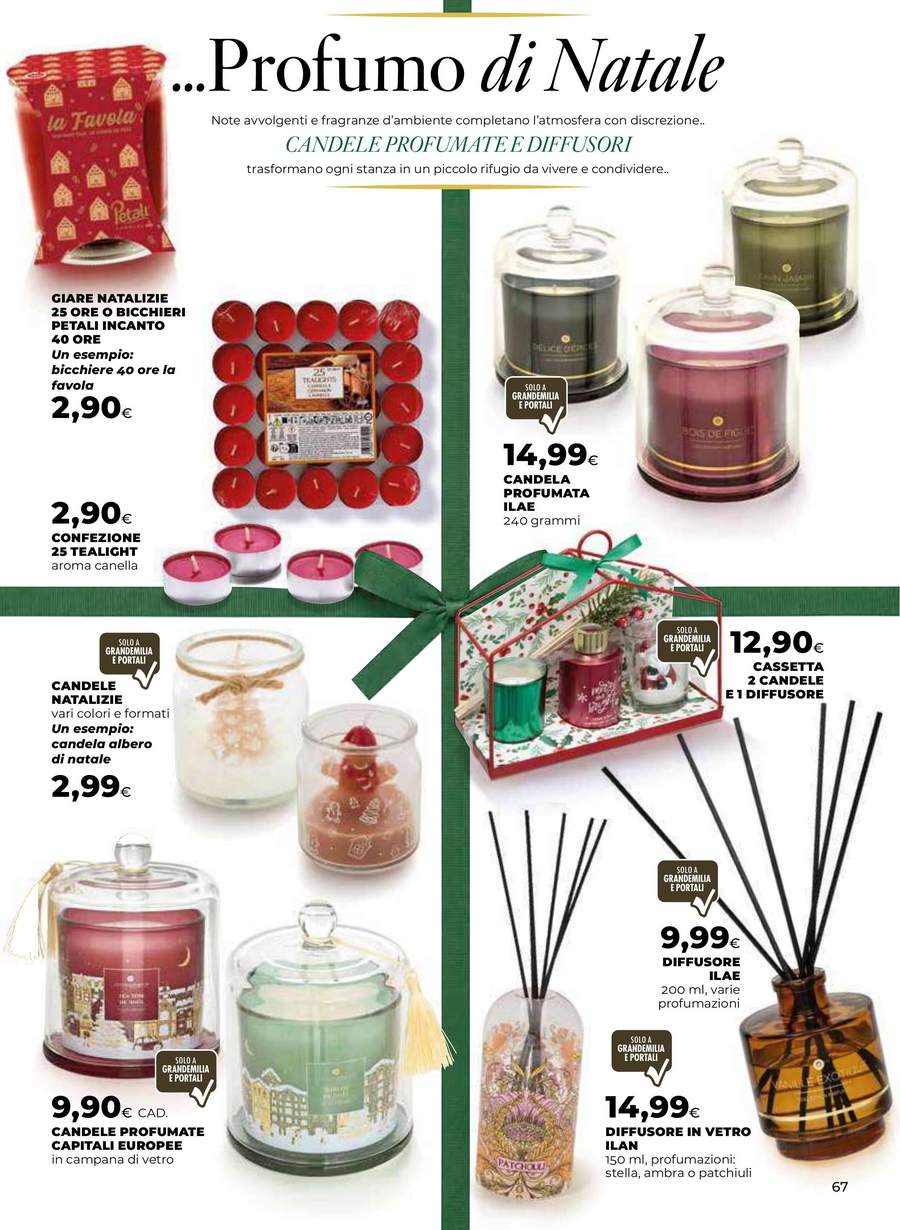 ...Profumo di Natale
Note avvolgenti e fragranze d'ambiente completano l'atmosfera con discrezione..
CANDELE PROFUMATE E DIFFUSORI
trasformano ogni stanza in un piccolo rifugio da vivere e condividere..
la Favola
Petali
GIARE NATALIZIE
25 ORE O BICCHIERI
PETALI INCANTO
40 ORE
Un esempio:
bicchiere 40 ore la
favola
2,90€
25
TEALIGHTS
2,90€
CONFEZIONE
25 TEALIGHT
aroma canella
DÉLICE D'ÉPICES
BOIS DE FIGUE
SOLO A
GRANDEMILIA
E PORTALI
14,99€
CANDELA
PROFUMATA
ILAE
240 grammi
SOLO A
GRANDEMILIA
E PORTALI
12,90€
CASSETTA
2 CANDELE
E 1 DIFFUSORE
SOLO A
GRANDEMILIA
E PORTALI
CANDELE
NATALIZIE
vari colori e formati
Un esempio:
candela albero
di natale
2,99€
SOLO A
GRANDEMILIA
E PORTALI
9,99€
DIFFUSORE
ILAE
200 ml, varie
profumazioni
VANILLE EXOTIQUE
SOLO A
GRANDEMILIA
E PORTALI
9,90€ CAD.
CANDELE PROFUMATE
CAPITALI EUROPEE
in campana di vetro
PATCHOULI
SOLO A
GRANDEMILIA
E PORTALI
14,99€
DIFFUSORE IN VETRO
ILAN
150 ml, profumazioni:
stella, ambra o patchiuli
67